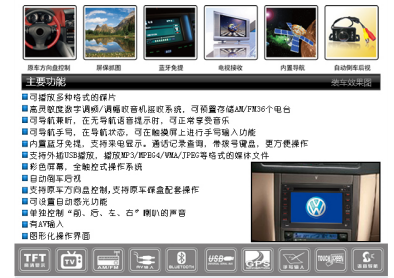 原车方向盘控制 屏保抓图 蓝牙免提 电视接收 内置导航 自动倒车后视
主要功能 装车效果图
可播放多种格式的碟片
高灵敏度数字调频/调幅收音机接收系统，可预置存储AM/FM36个电台
可导航兼听，在无导航语音提示时，可正常享受音乐
可导航手写，在导航状态，可在触摸屏上进行手写输入功能
内置蓝牙免提，支持来电显示，通话记录查询，带拨号键盘，更方便操作
支持外插USB播放，播放MP3/MPEG4/WMA/JPEG等格式的媒体文件
彩色屏幕，全触控式操作系统
自动倒车后视
支持原车方向盘控制，支持原车碟盒配套操作
可设置自动感光功能
单独控制“前、后、左、右”喇叭的声音
有AV输入
图形化操作界面
TFT TV AM/FM BLUETOOTH USB GPS